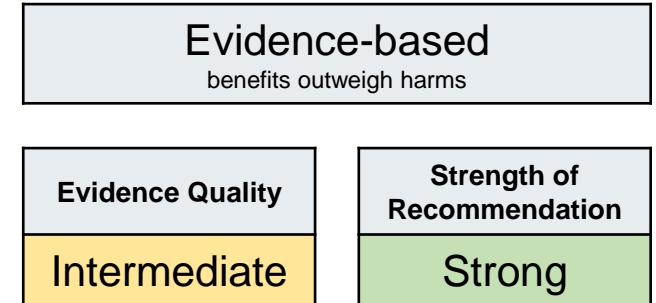 Evidence-based
benefits outweigh harms
Evidence Quality
Intermediate
Strength of
Recommendation
Strong